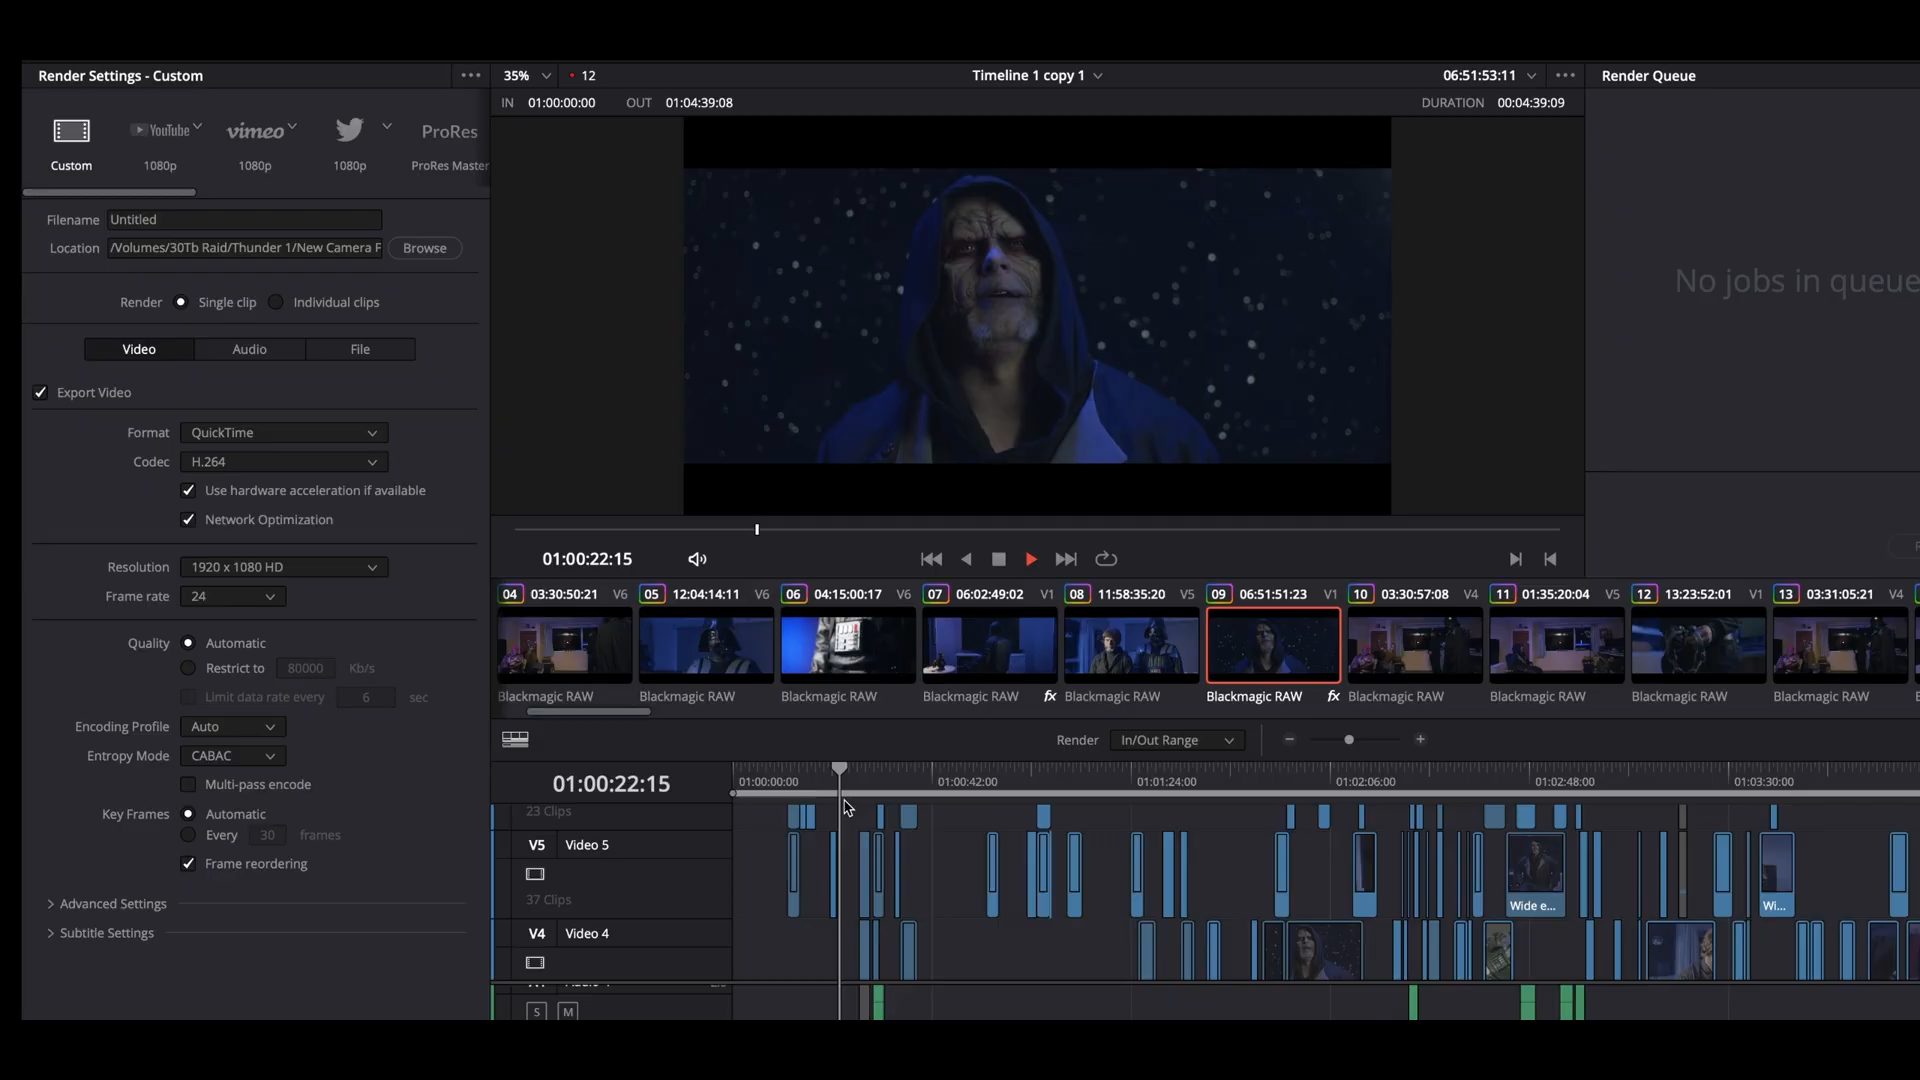 Render Settings - Custom
35%
12
Timeline 1 copy 1
06:51:53:11
Render Queue
IN 01:00:00:00 OUT 01:04:39:08
DURATION 00:04:39:09
YouTube
vimeo
ProRes
Custom
1080p
1080p
1080p
ProRes Master
Filename Untitled
Location /Volumes/30Tb Raid/Thunder 1/New Camera F Browse
No jobs in queue
Render Single clip Individual clips
Video Audio File
Export Video
Format QuickTime
Codec H.264
Use hardware acceleration if available
Network Optimization
Resolution 1920 x 1080 HD
Frame rate 24
Quality Automatic
Restrict to 80000 Kb/s
Limit data rate every 6 sec
Encoding Profile Auto
Entropy Mode CABAC
Multi-pass encode
Key Frames Automatic
Every 30 frames
Frame reordering
Advanced Settings
Subtitle Settings
01:00:22:15
04 03:30:50:21 V6
05 12:04:14:11 V6
06 04:15:00:17 V6
07 06:02:49:02 V1
08 11:58:35:20 V5
09 06:51:51:23 V1
10 03:30:57:08 V4
11 01:35:20:04 V5
12 13:23:52:01 V1
13 03:31:05:21 V4
Blackmagic RAW
Blackmagic RAW
Blackmagic RAW
Blackmagic RAW fx
Blackmagic RAW
Blackmagic RAW fx
Blackmagic RAW
Blackmagic RAW
Blackmagic RAW
Blackmagic RAW
Render In/Out Range
01:00:22:15
01:00:00:00
01:00:42:00
01:01:24:00
01:02:06:00
01:02:48:00
01:03:30:00
23 Clips
V5 Video 5
37 Clips
Wide e...
Wi...
V4 Video 4
S M